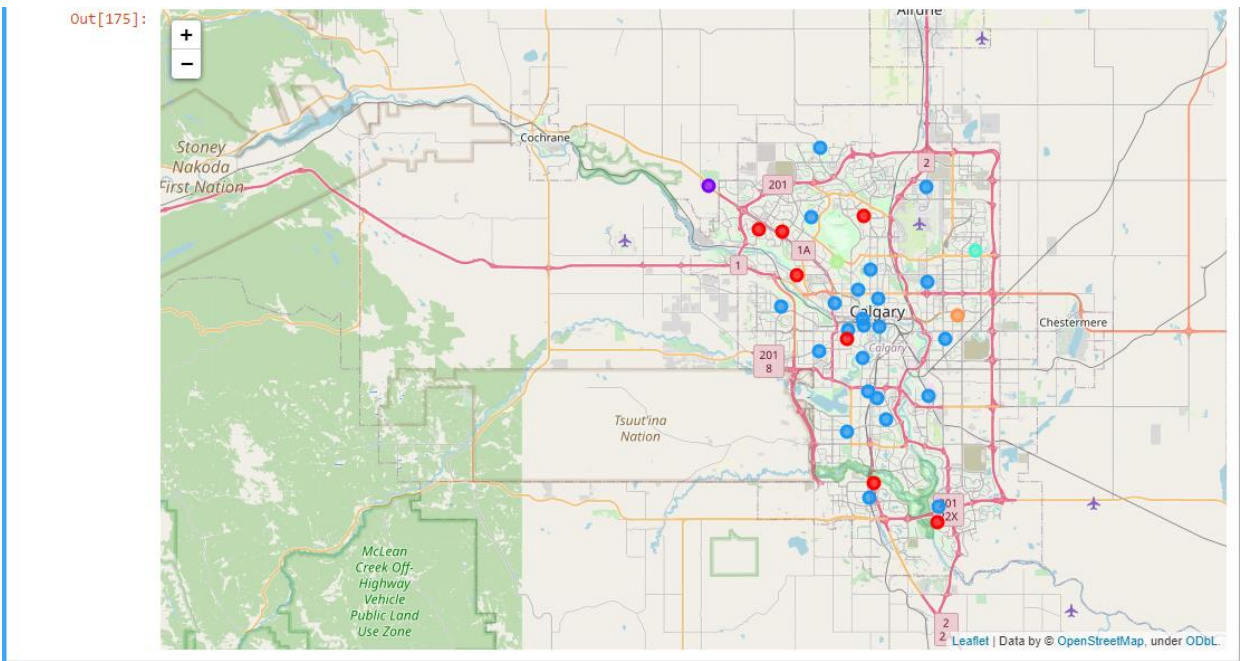 Out[175]:
+
−
Airdrie
Stoney
Nakoda
First Nation
Cochrane
2
201
1A
1
Calgary
Chestermere
Calgary
201
8
Tsuut'ina
Nation
201
22X
McLean
Creek Off-
Highway
Vehicle
Public Land
Use Zone
2
2
Leaflet | Data by © OpenStreetMap, under ODbL.